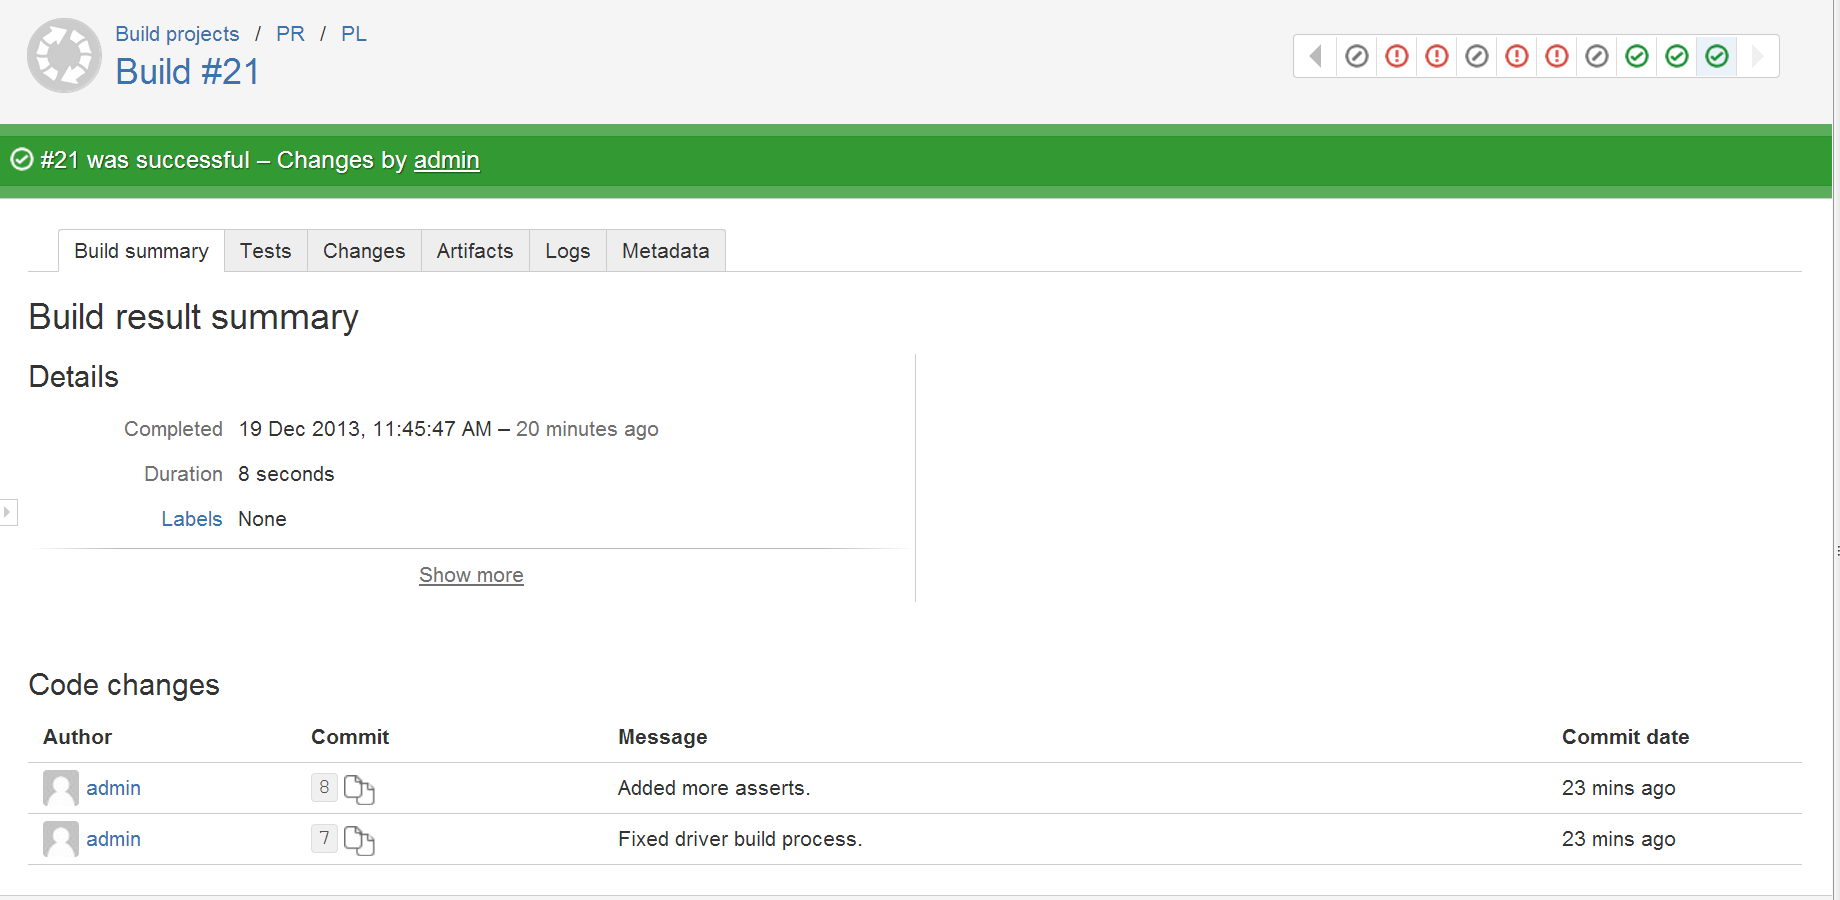 Build projects / PR / PL
Build #21
#21 was successful – Changes by admin
Build summary Tests Changes Artifacts Logs Metadata
Build result summary
Details
Completed 19 Dec 2013, 11:45:47 AM – 20 minutes ago
Duration 8 seconds
Labels None
Show more
Code changes
Author Commit Message Commit date
admin 8 Added more asserts. 23 mins ago
admin 7 Fixed driver build process. 23 mins ago